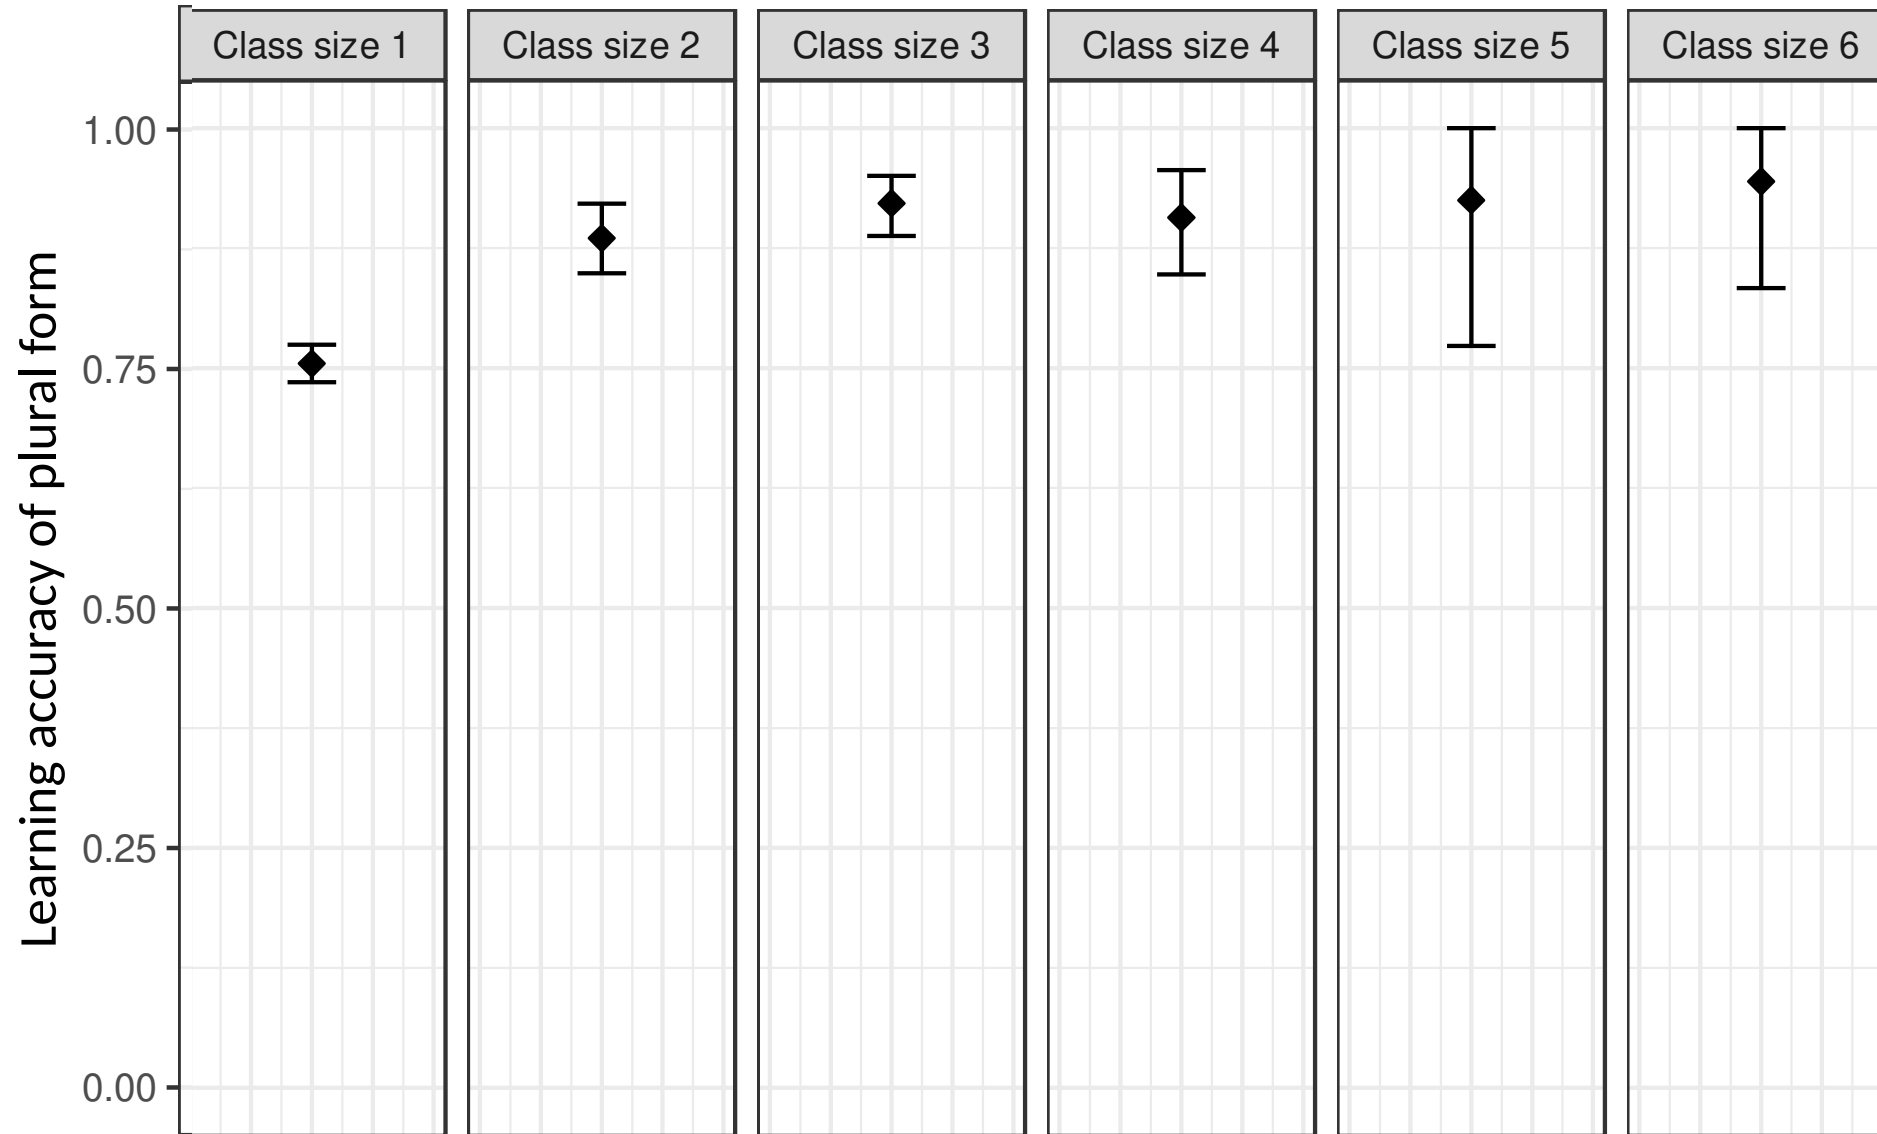 Class size 1
Class size 2
Class size 3
Class size 4
Class size 5
Class size 6
Learning accuracy of plural form
1.00
0.75
0.50
0.25
0.00